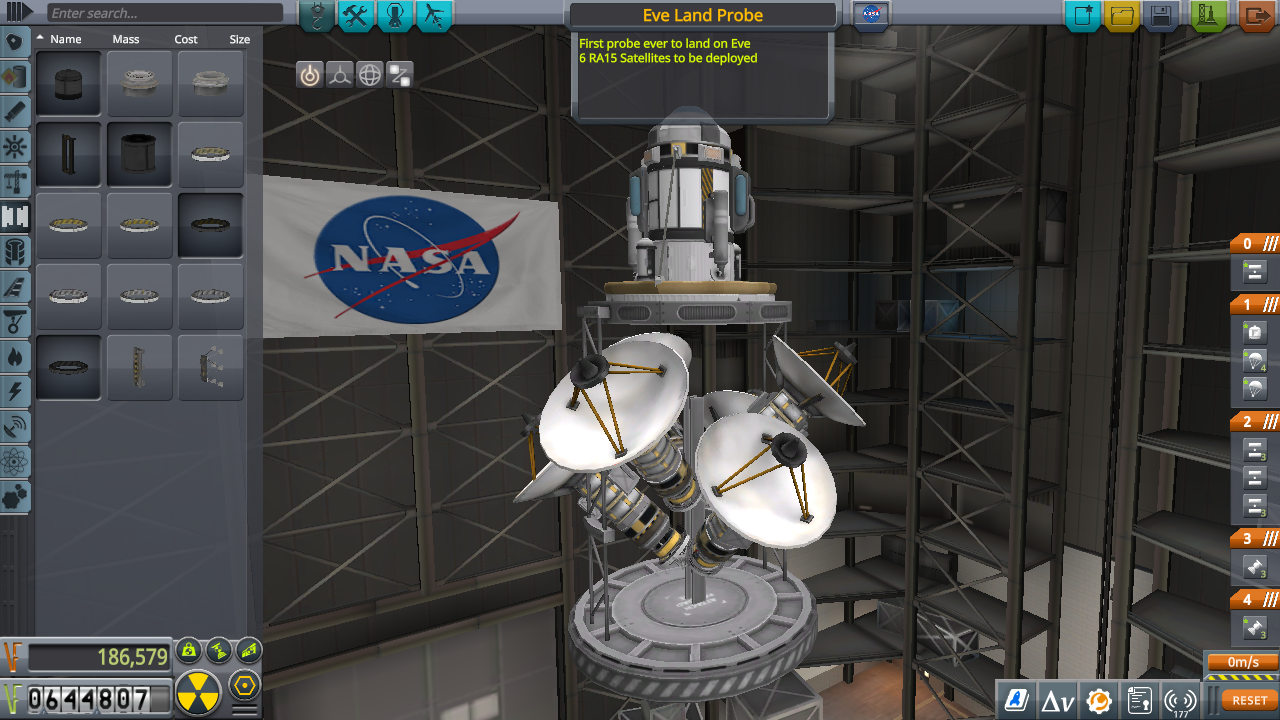 Enter search...
Eve Land Probe
NASA
First probe ever to land on Eve
6 RA15 Satellites to be deployed
Name Mass Cost Size
NASA
0
1
4
2
3
3
3
3
4
3
186,579
0644807
0m/s
A Δv 177 RESET